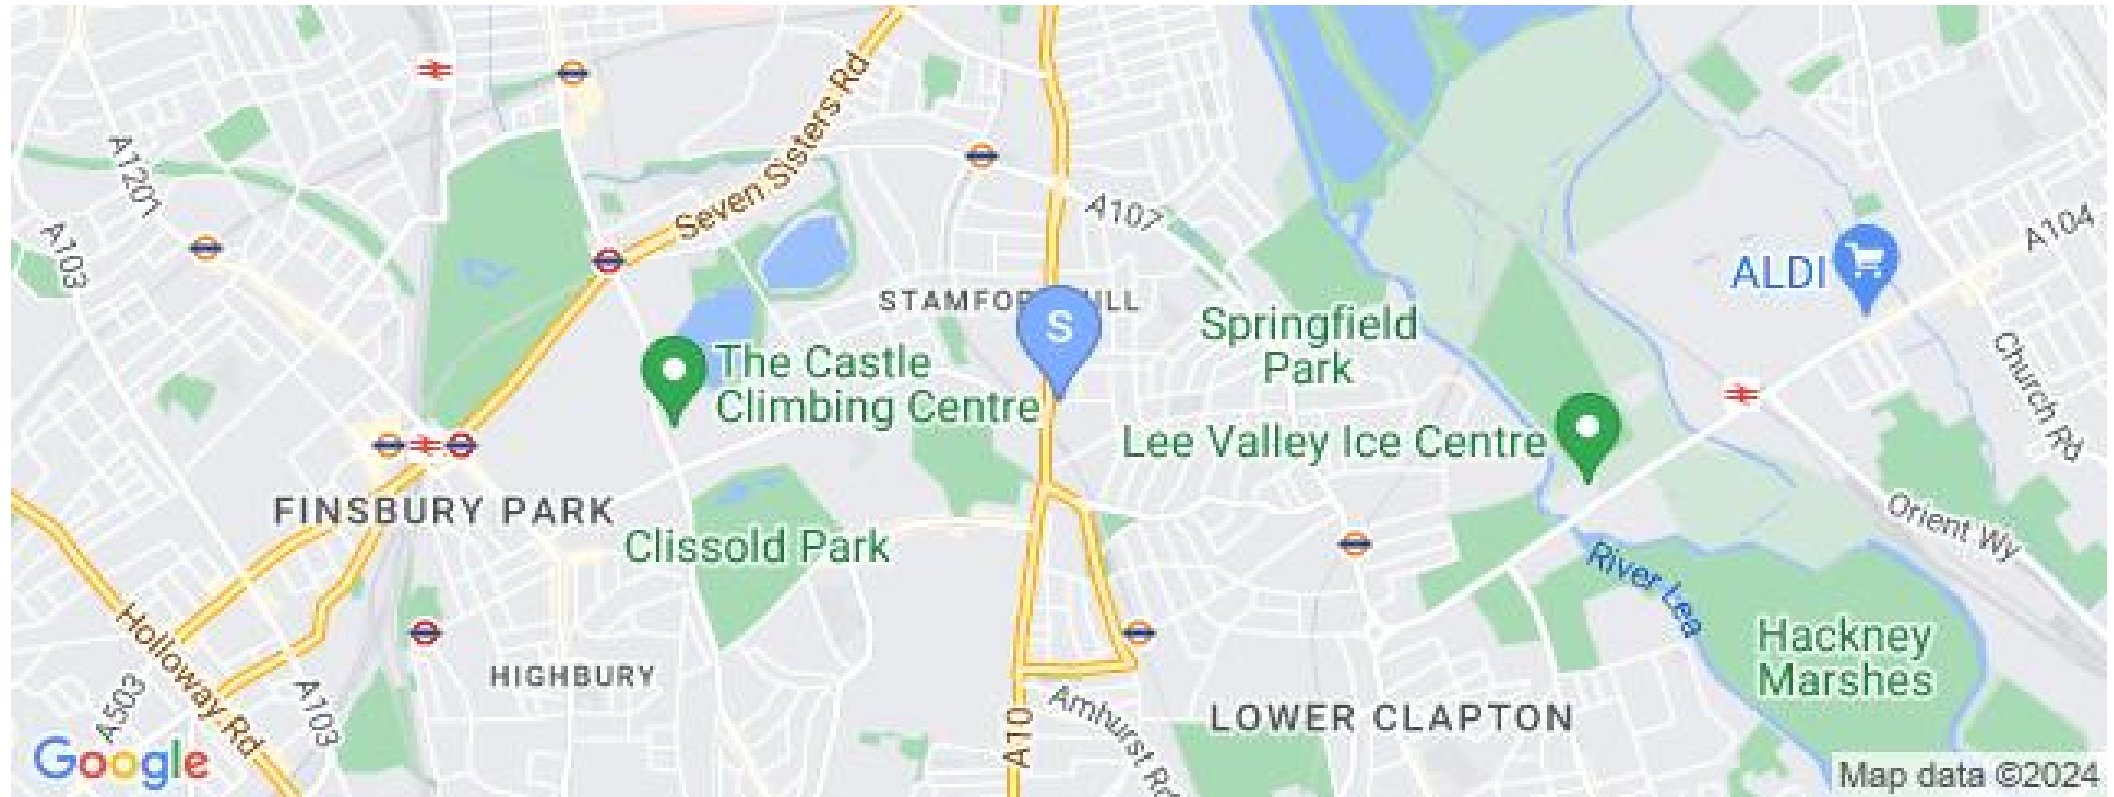 Seven Sisters Rd
A1201
A103
A107
A104
ALDI
STAMFOR
ILL
S
Springfield
Park
The Castle
Climbing Centre
Church Rd
Lee Valley Ice Centre
FINSBURY PARK
Orient Wy
Clissold Park
River Lea
Holloway Rd
Hackney
Marshes
HIGHBURY
A503
A103
A10
Amhurst Rd
LOWER CLAPTON
Google
Map data ©2024